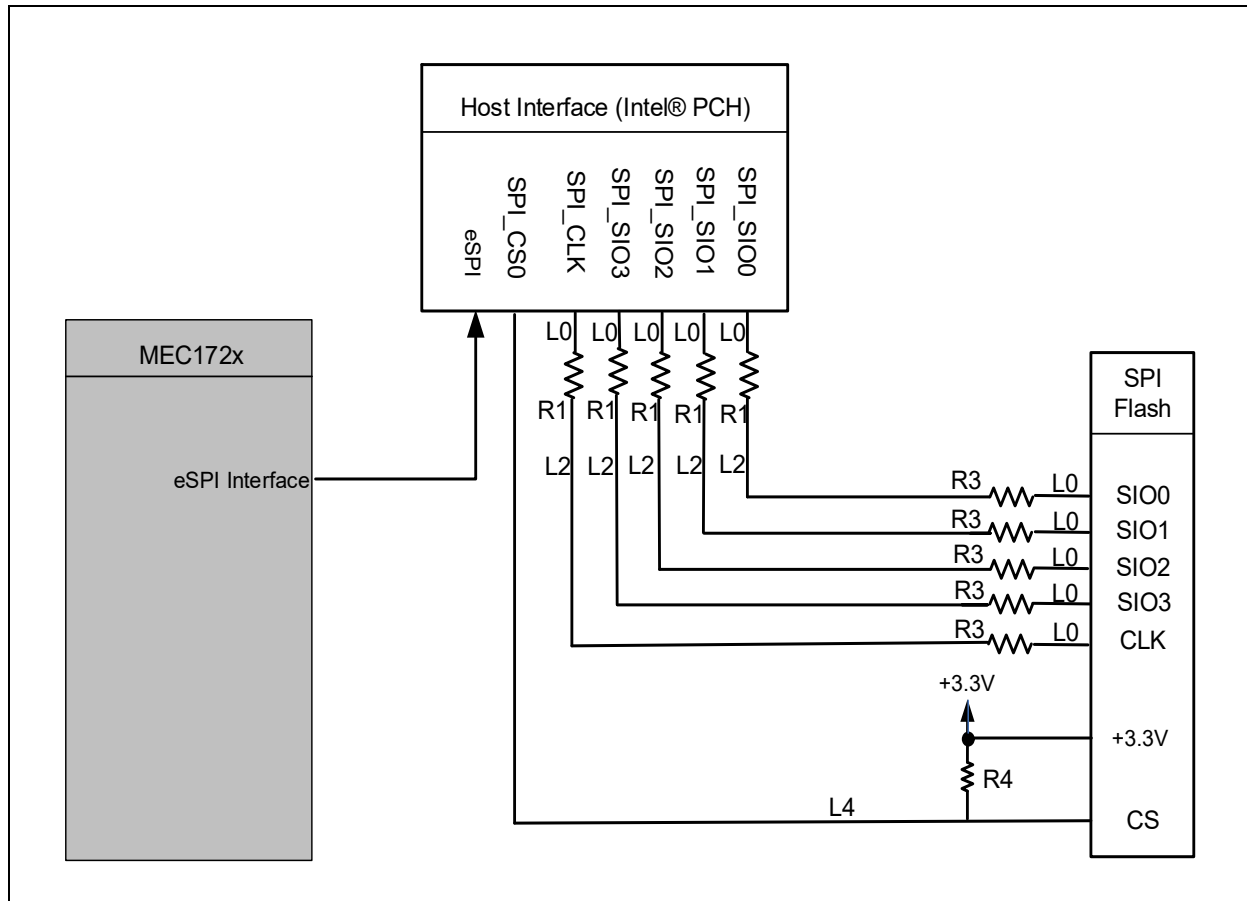 Host Interface (Intel® PCH)
eSPI
SPI_CS0
SPI_CLK
SPI_SIO3
SPI_SIO2
SPI_SIO1
SPI_SIO0
L0 L0 L0 L0 L0
R1 R1 R1 R1 R1
L2 L2 L2 L2 L2
MEC172x
eSPI Interface
SPI
Flash
R3 L0 SIO0
R3 L0 SIO1
R3 L0 SIO2
R3 L0 SIO3
R3 L0 CLK
+3.3V
+3.3V
R4
L4
CS